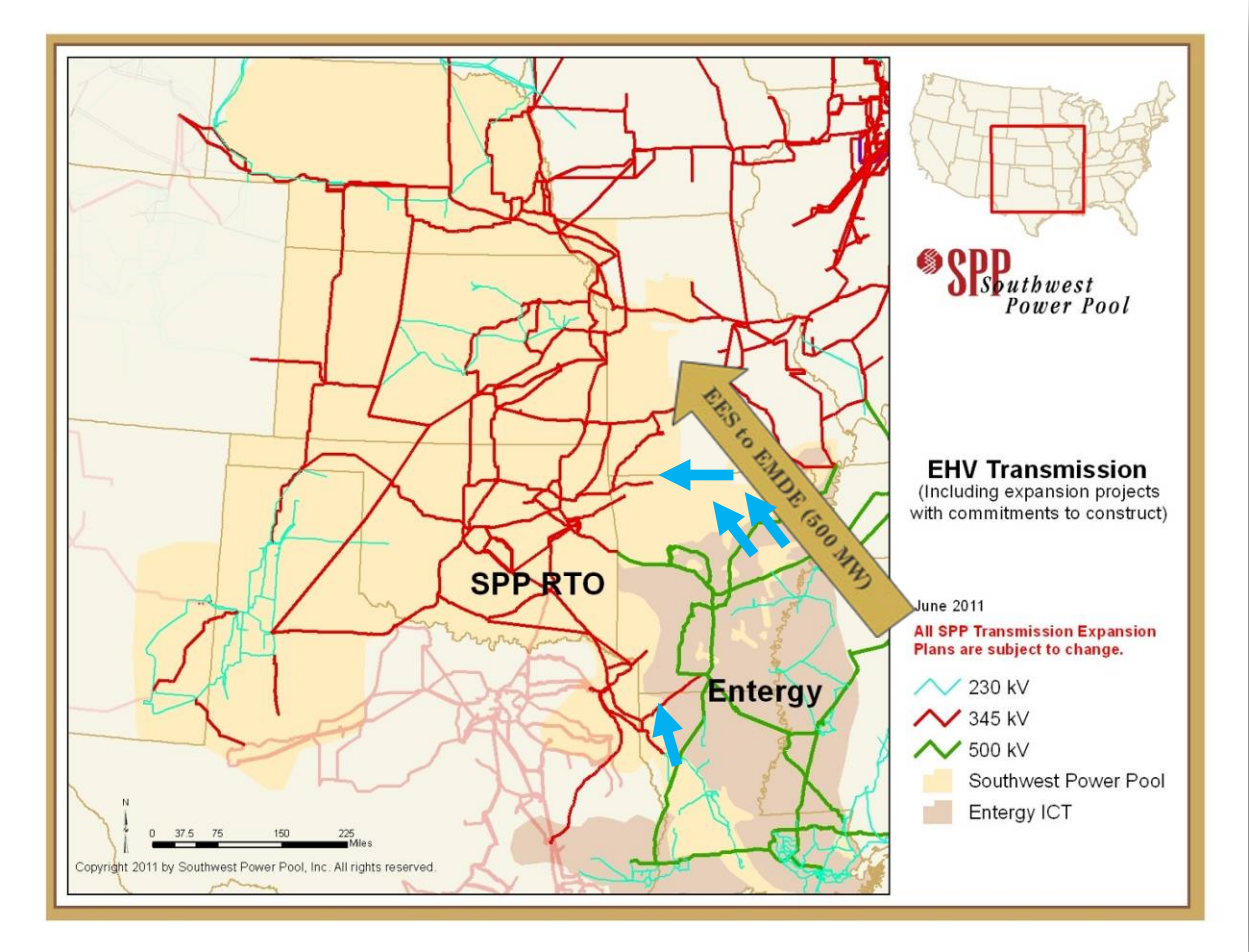 SPP Southwest
Power Pool
EES to EMDE (500 MW)
EHV Transmission
(Including expansion projects
with commitments to construct)
SPP RTO
Entergy
June 2011
All SPP Transmission Expansion
Plans are subject to change.
230 kV
345 kV
500 kV
Southwest Power Pool
Entergy ICT
N
0 37.5 75 150 225
Miles
Copyright 2011 by Southwest Power Pool, Inc. All rights reserved.